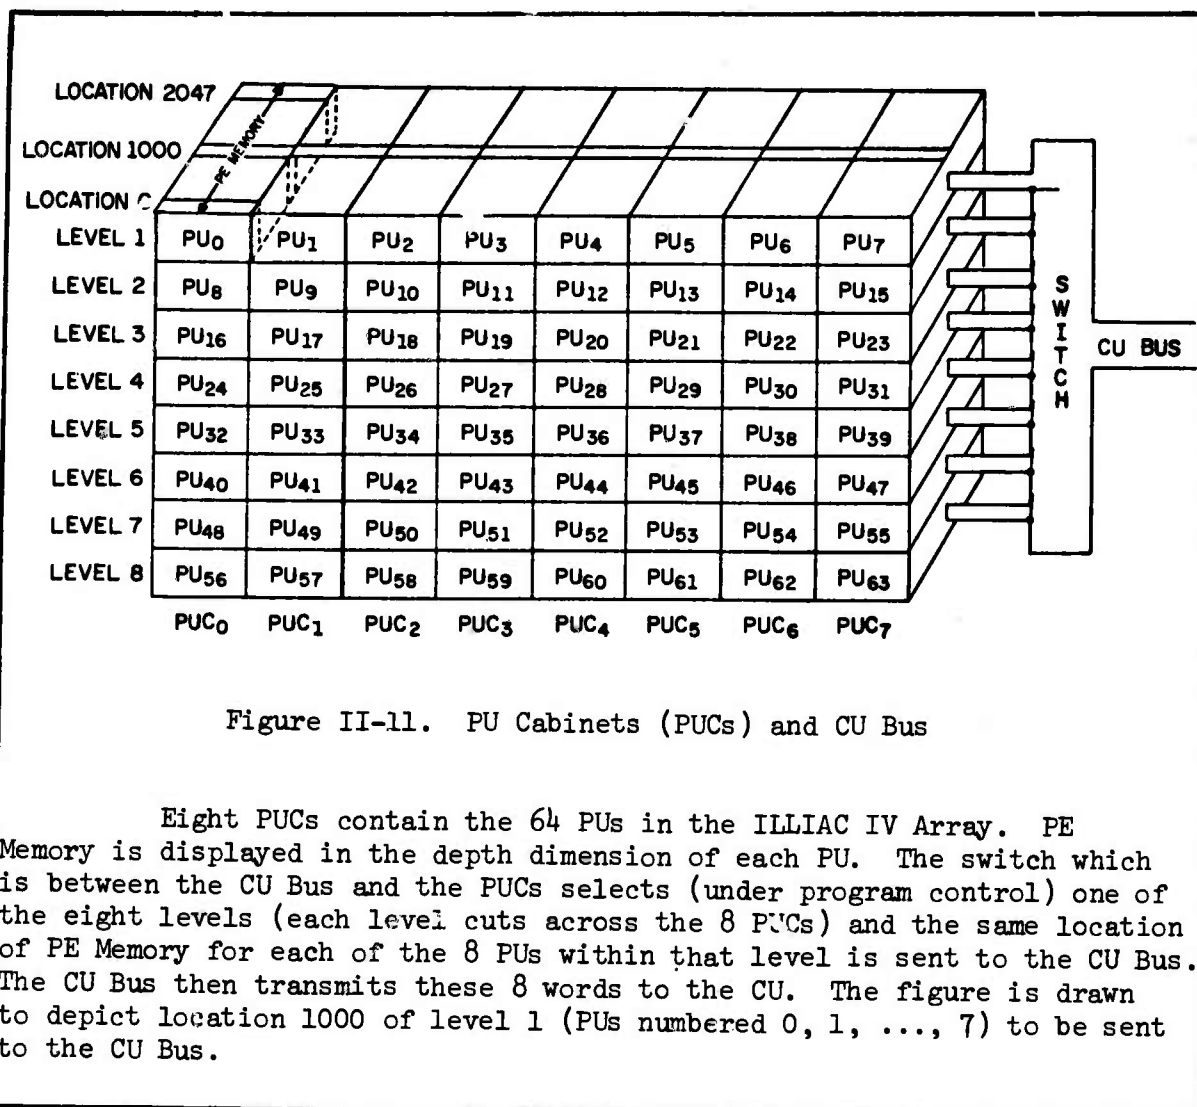 LOCATION 2047
PE MEMORY
LOCATION 1000
LOCATION
LEVEL 1 PU0 PU1 PU2 PU3 PU4 PU5 PU6 PU7
LEVEL 2 PU8 PU9 PU10 PU11 PU12 PU13 PU14 PU15
LEVEL 3 PU16 PU17 PU18 PU19 PU20 PU21 PU22 PU23
LEVEL 4 PU24 PU25 PU26 PU27 PU28 PU29 PU30 PU31
LEVEL 5 PU32 PU33 PU34 PU35 PU36 PU37 PU38 PU39
LEVEL 6 PU40 PU41 PU42 PU43 PU44 PU45 PU46 PU47
LEVEL 7 PU48 PU49 PU50 PU51 PU52 PU53 PU54 PU55
LEVEL 8 PU56 PU57 PU58 PU59 PU60 PU61 PU62 PU63
PUC0 PUC1 PUC2 PUC3 PUC4 PUC5 PUC6 PUC7
SWITCH
CU BUS
Figure II-11. PU Cabinets (PUCs) and CU Bus
Eight PUCs contain the 64 PUs in the ILLIAC IV Array. PE
Memory is displayed in the depth dimension of each PU. The switch which
is between the CU Bus and the PUCs selects (under program control) one of
the eight levels (each level cuts across the 8 PUCs) and the same location
of PE Memory for each of the 8 PUs within that level is sent to the CU Bus.
The CU Bus then transmits these 8 words to the CU. The figure is drawn
to depict location 1000 of level 1 (PUs numbered 0, 1, ..., 7) to be sent
to the CU Bus.